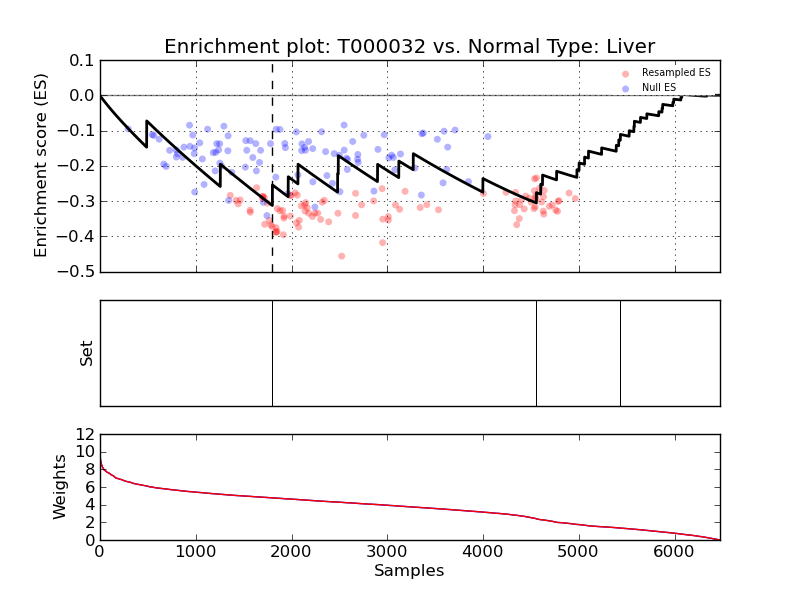 Enrichment plot: T000032 vs. Normal Type: Liver
Enrichment score (ES)
0.1
0.0
−0.1
−0.2
−0.3
−0.4
−0.5
Resampled ES
Null ES
Set
Weights
12
10
8
6
4
2
0
0 1000 2000 3000 4000 5000 6000
Samples